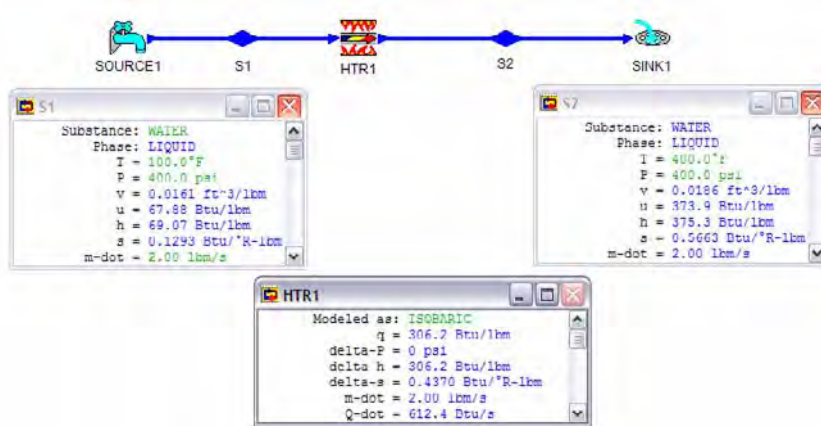 SOURCE1 S1 HTR1 S2 SINK1
S1
Substance: WATER
Phase: LIQUID
T = 100.0°F
P = 400.0 psi
v = 0.0161 ft^3/lbm
u = 67.88 Btu/lbm
h = 69.07 Btu/lbm
s = 0.1293 Btu/°R-lbm
m-dot = 2.00 lbm/s
S2
Substance: WATER
Phase: LIQUID
T = 400.0°F
P = 400.0 psi
v = 0.0186 ft^3/lbm
u = 373.9 Btu/lbm
h = 375.3 Btu/lbm
s = 0.5663 Btu/°R-lbm
m-dot = 2.00 lbm/s
HTR1
Modeled as: ISOBARIC
q = 306.2 Btu/lbm
delta-P = 0 psi
delta h = 306.2 Btu/lbm
delta-s = 0.4370 Btu/°R-lbm
m-dot = 2.00 lbm/s
Q-dot = 612.4 Btu/s